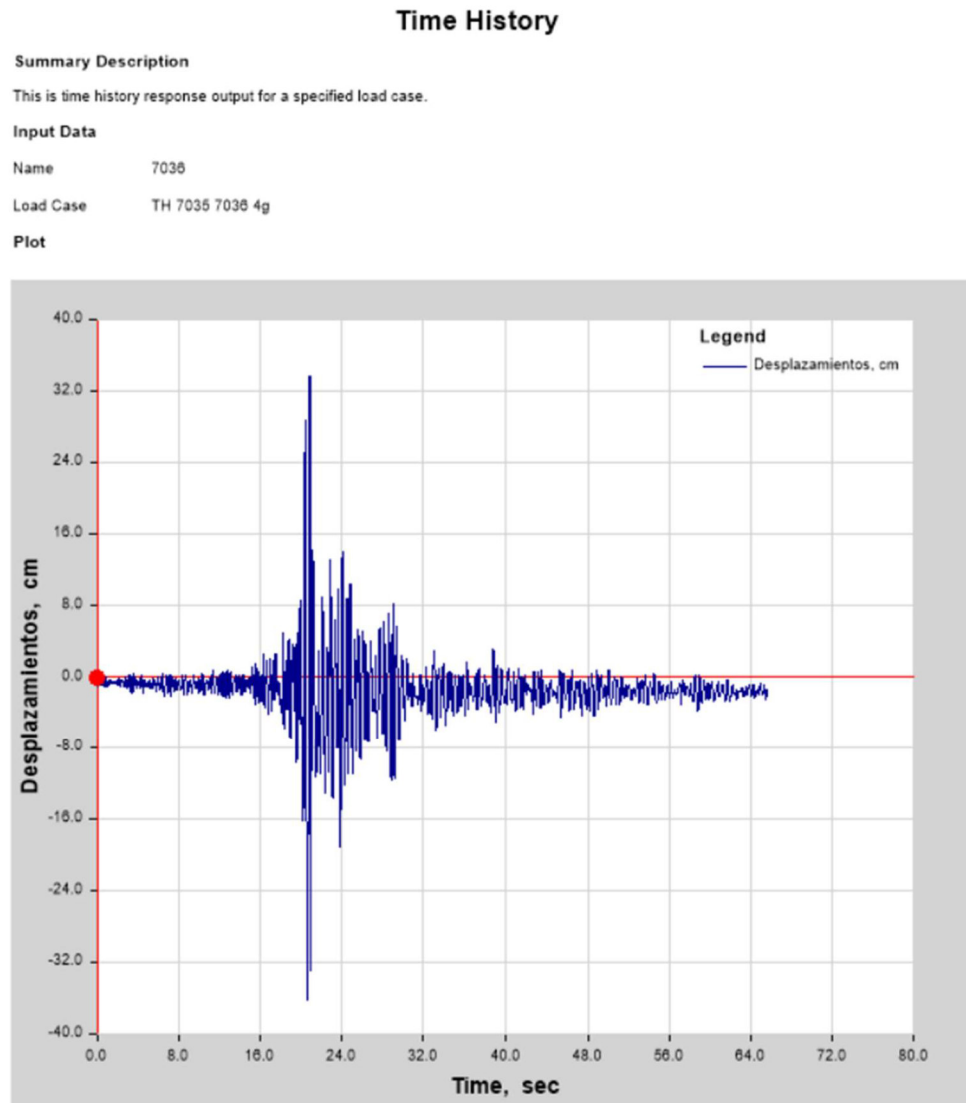 Time History
Summary Description
This is time history response output for a specified load case.
Input Data
Name 7036
Load Case TH 7035 7036 4g
Plot
Legend
Desplazamientos, cm
40.0
32.0
24.0
16.0
8.0
0.0
-8.0
-16.0
-24.0
-32.0
-40.0
Desplazamientos, cm
0.0 8.0 16.0 24.0 32.0 40.0 48.0 56.0 64.0 72.0 80.0
Time, sec